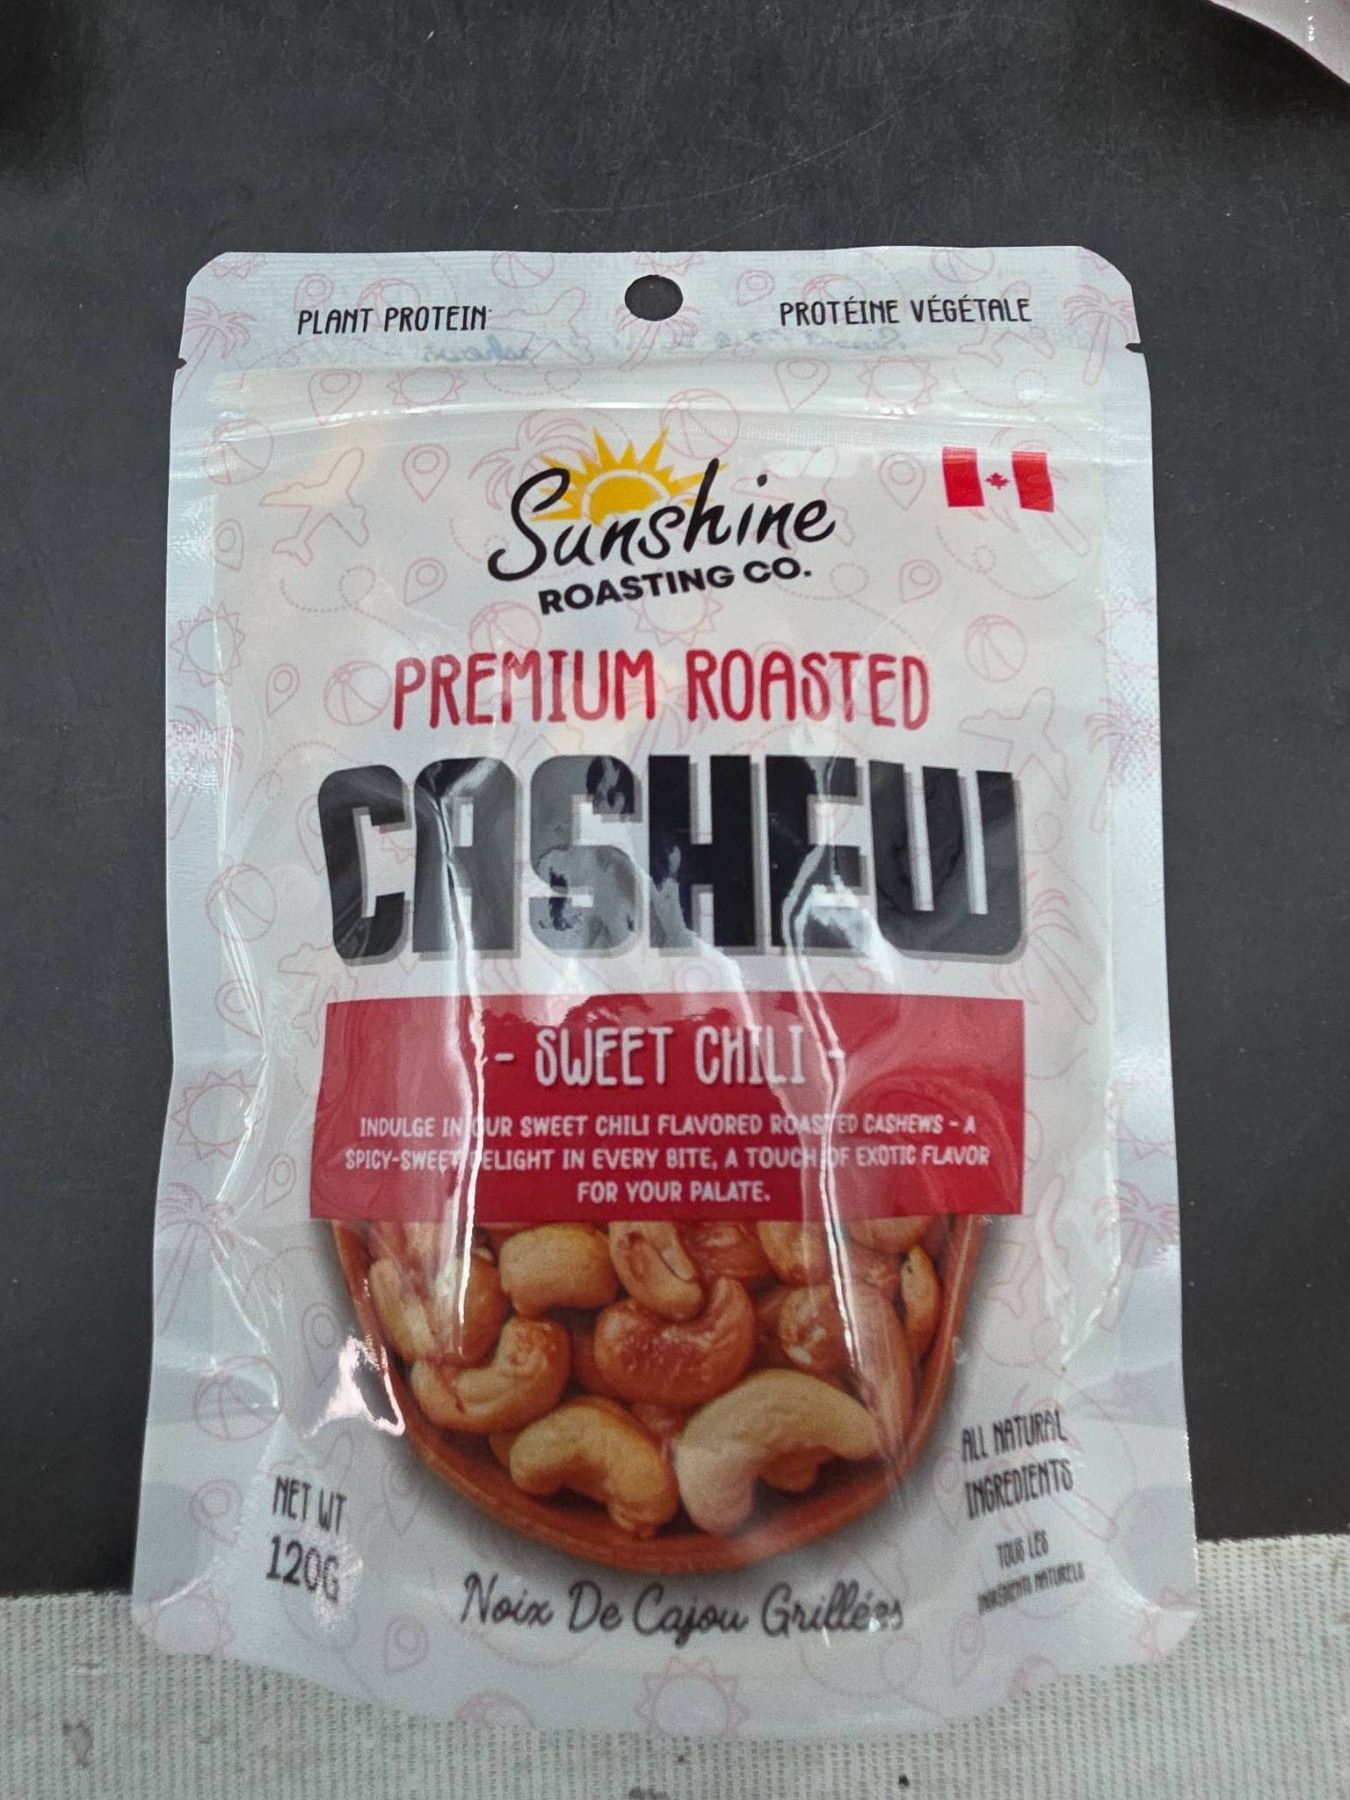 PLANT PROTEIN
PROTÉINE VÉGÉTALE
Sunshine
ROASTING CO.
PREMIUM ROASTED
CASHEW
- SWEET CHILI -
INDULGE IN OUR SWEET CHILI FLAVORED ROASTED CASHEWS - A
SPICY-SWEET DELIGHT IN EVERY BITE, A TOUCH OF EXOTIC FLAVOR
FOR YOUR PALATE.
ALL NATURAL
INGREDIENTS
TOUS LES
INGRÉDIENTS NATURELS
NET WT
120G
Noix De Cajou Grillées